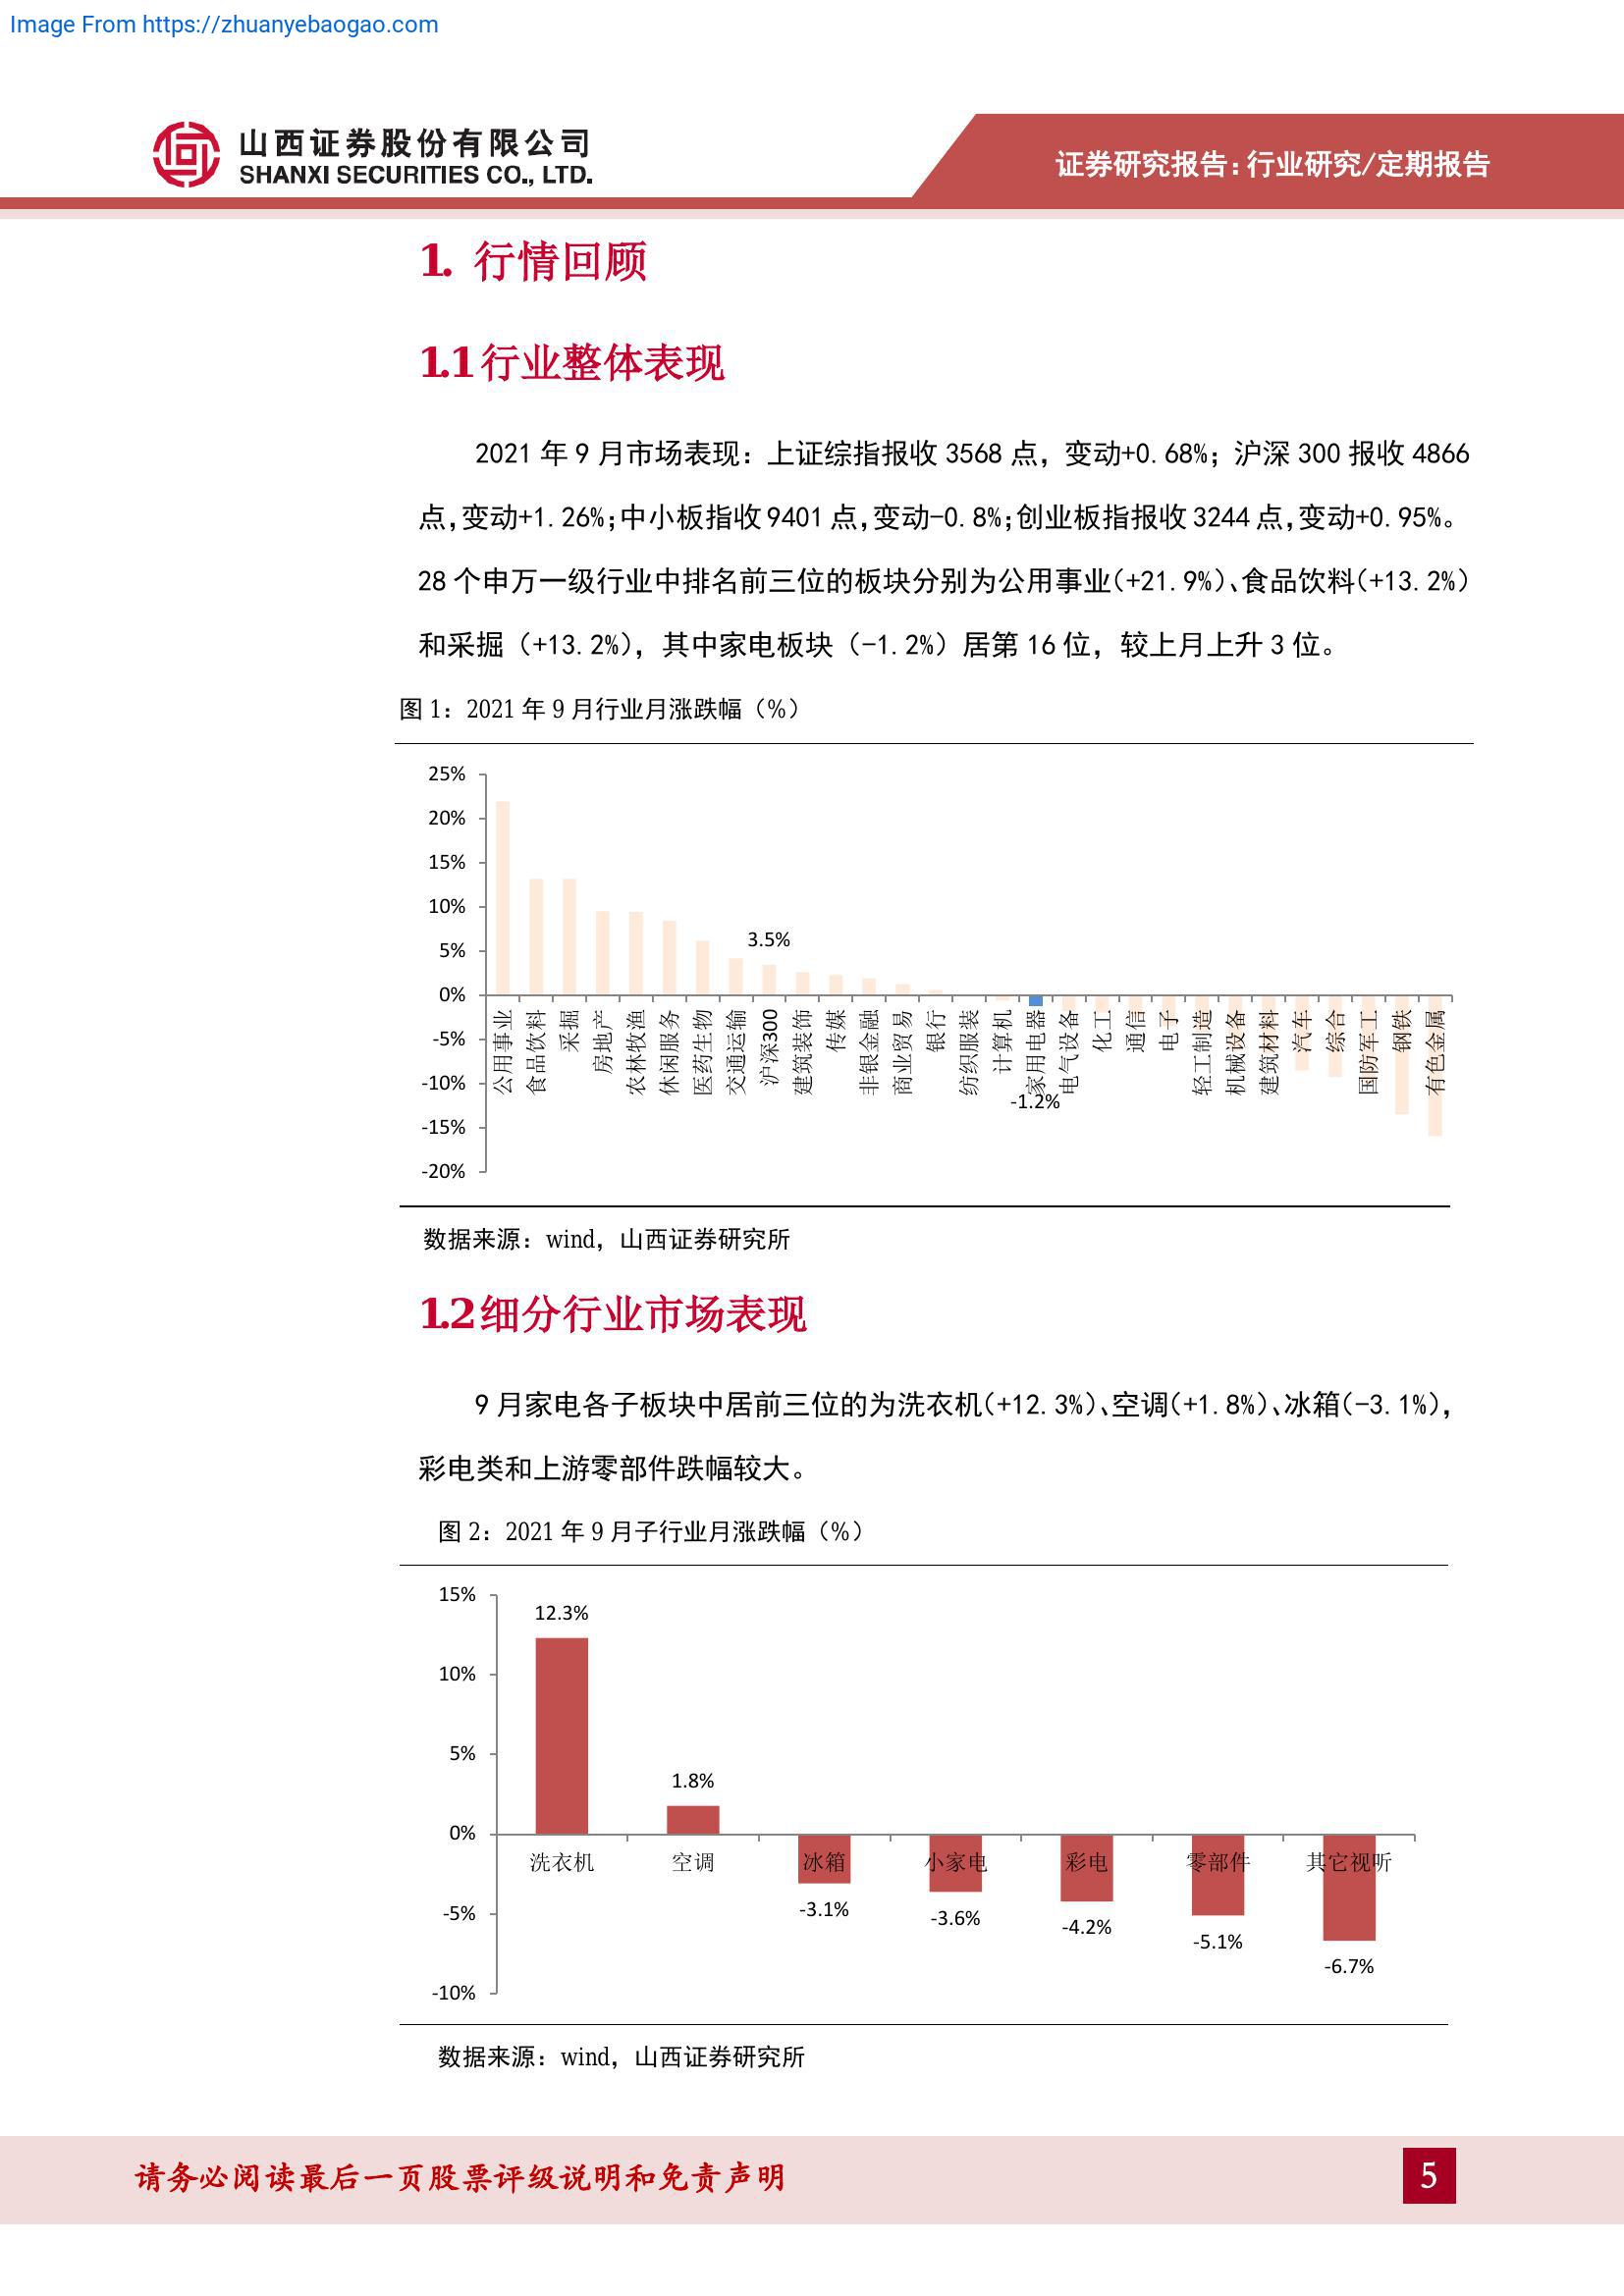 Image From https://zhuanyebaogao.com
山西证券股份有限公司
SHANXI SECURITIES CO., LTD.
证券研究报告：行业研究/定期报告
1. 行情回顾
1.1 行业整体表现
2021 年 9 月市场表现：上证综指报收 3568 点，变动+0.68%；沪深 300 报收 4866
点，变动+1.26%；中小板指收 9401 点，变动-0.8%；创业板指报收 3244 点，变动+0.95%。
28 个申万一级行业中排名前三位的板块分别为公用事业（+21.9%）、食品饮料（+13.2%）
和采掘（+13.2%），其中家电板块（-1.2%）居第 16 位，较上月上升 3 位。
图 1：2021 年 9 月行业月涨跌幅（%）
25%
20%
15%
10%
5%
0%
-5%
-10%
-15%
-20%
3.5%
-1.2%
公用事业
食品饮料
采掘
房地产
农林牧渔
休闲服务
医药生物
交通运输
沪深300
建筑装饰
传媒
非银金融
商业贸易
银行
纺织服装
计算机
家用电器
电气设备
化工
通信
电子
轻工制造
机械设备
建筑材料
汽车
综合
国防军工
钢铁
有色金属
数据来源：wind，山西证券研究所
1.2 细分行业市场表现
9 月家电各子板块中居前三位的为洗衣机（+12.3%）、空调（+1.8%）、冰箱（-3.1%），
彩电类和上游零部件跌幅较大。
图 2：2021 年 9 月子行业月涨跌幅（%）
15%
10%
5%
0%
-5%
-10%
12.3%
1.8%
-3.1%
-3.6%
-4.2%
-5.1%
-6.7%
洗衣机
空调
冰箱
小家电
彩电
零部件
其它视听
数据来源：wind，山西证券研究所
请务必阅读最后一页股票评级说明和免责声明
5